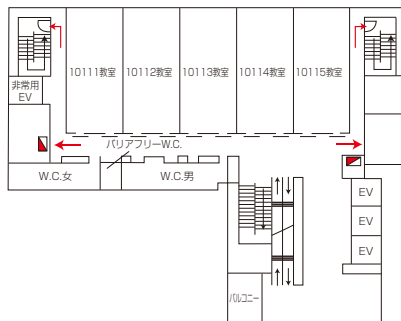 10111教室
10112教室
10113教室
10114教室
10115教室
非常用
EV
バリアフリーW.C.
W.C.女
W.C.男
EV
EV
EV
バルコニー